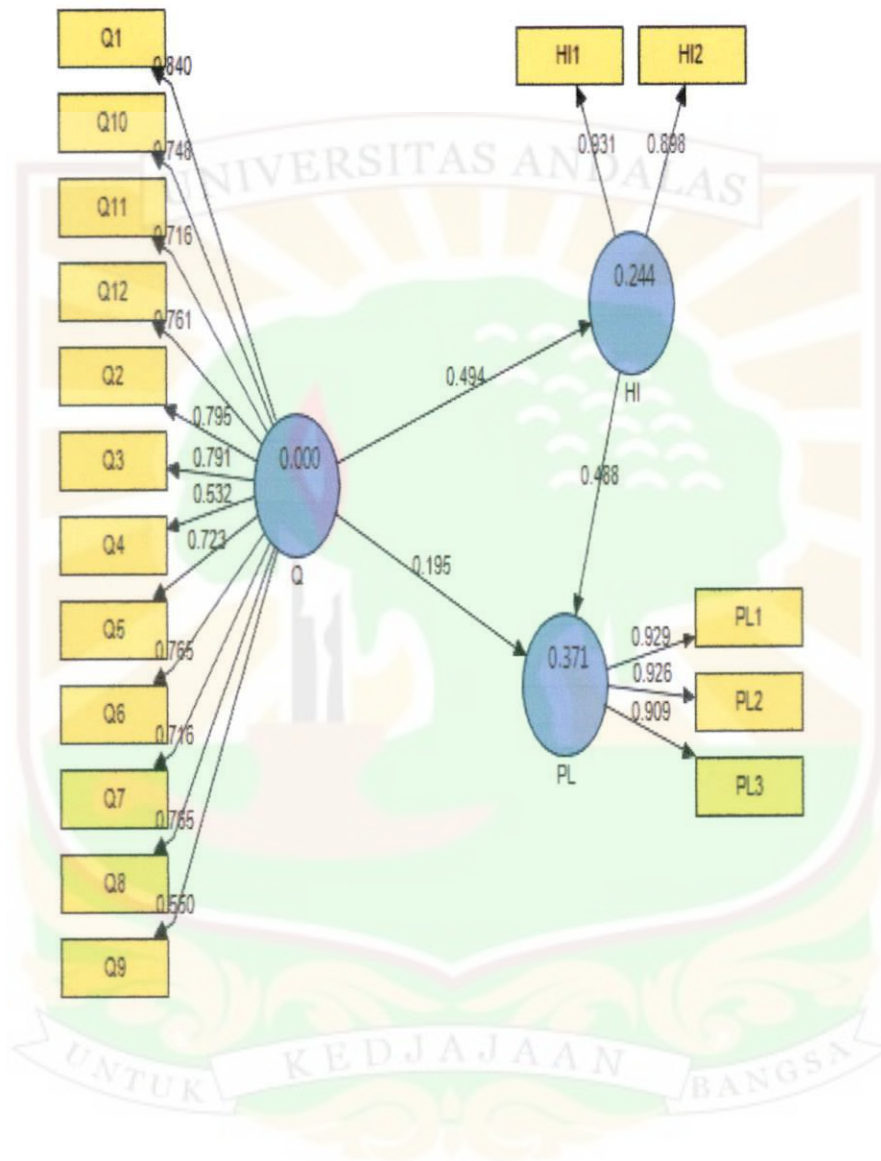 Q1
0.840
Q10
0.748
Q11
0.716
Q12
0.761
Q2
0.795
Q3
0.791
Q4
0.532
Q5
0.723
Q6
0.765
Q7
0.716
Q8
0.765
Q9
0.550
0.000
Q
0.494
0.195
HI1
HI2
0.931
0.898
0.244
HI
0.488
0.371
PL
0.929
PL1
0.926
PL2
0.909
PL3
UNIVERSITAS ANDALAS
UNTUK KEDJAJAAN BANGSA